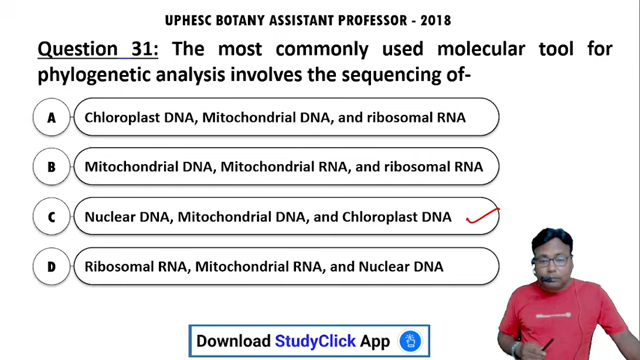 UPHESC BOTANY ASSISTANT PROFESSOR - 2018
Question 31: The most commonly used molecular tool for
phylogenetic analysis involves the sequencing of-
A Chloroplast DNA, Mitochondrial DNA, and ribosomal RNA
B Mitochondrial DNA, Mitochondrial RNA, and ribosomal RNA
C Nuclear DNA, Mitochondrial DNA, and Chloroplast DNA
D Ribosomal RNA, Mitochondrial RNA, and Nuclear DNA
Download StudyClick App